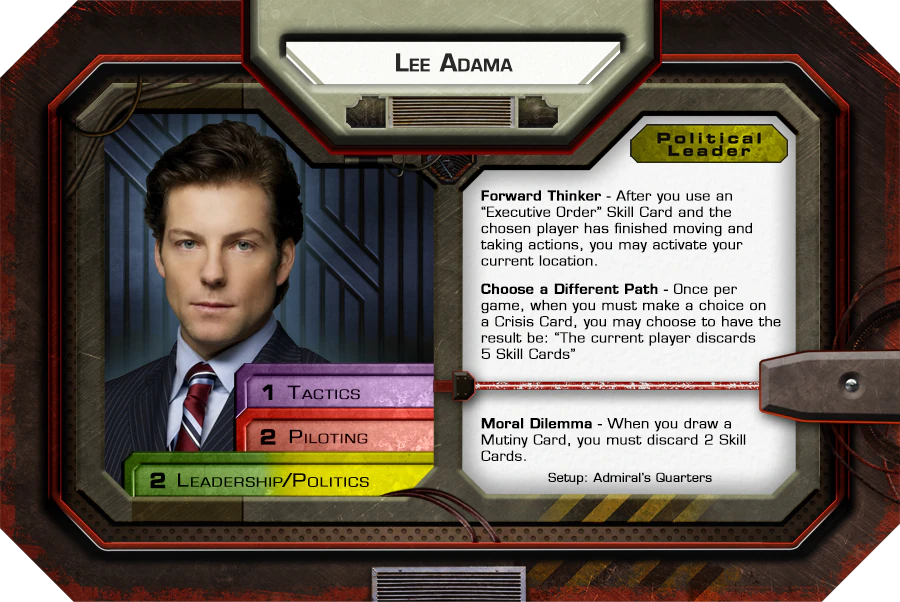 Lee Adama
Political
Leader
Forward Thinker - After you use an
“Executive Order” Skill Card and the
chosen player has finished moving and
taking actions, you may activate your
current location.
Choose a Different Path - Once per
game, when you must make a choice on
a Crisis Card, you may choose to have the
result be: “The current player discards
5 Skill Cards”
1 Tactics
2 Piloting
2 Leadership/Politics
Moral Dilemma - When you draw a
Mutiny Card, you must discard 2 Skill
Cards.
Setup: Admiral’s Quarters